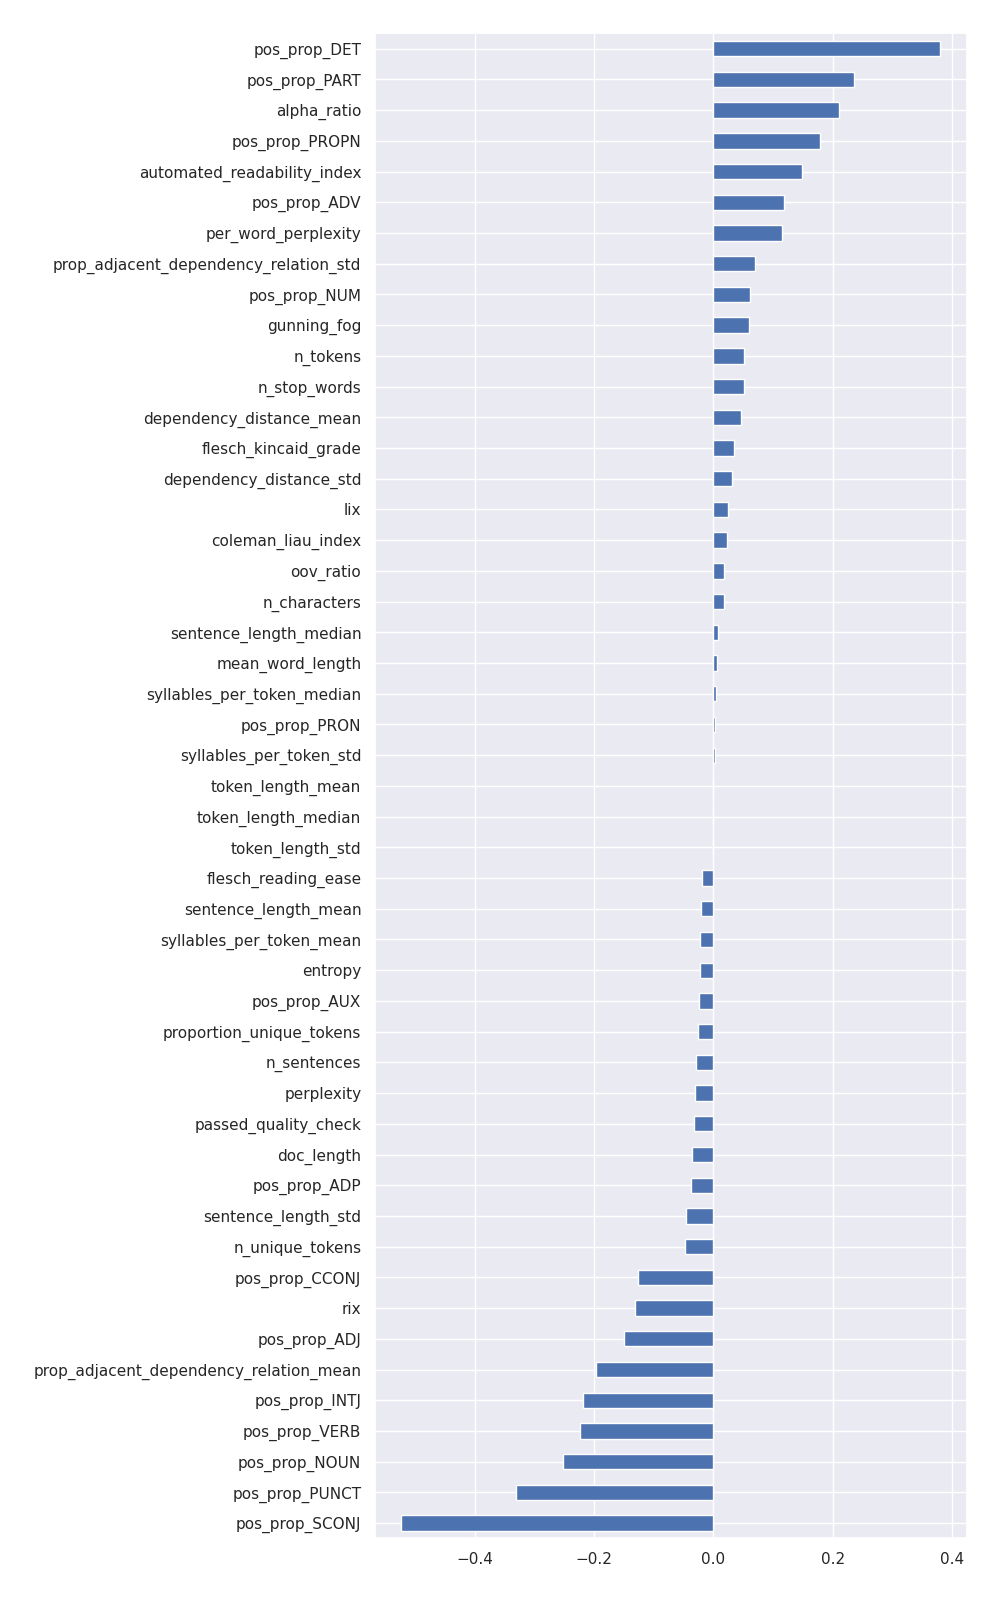 pos_prop_DET
pos_prop_PART
alpha_ratio
pos_prop_PROPN
automated_readability_index
pos_prop_ADV
per_word_perplexity
prop_adjacent_dependency_relation_std
pos_prop_NUM
gunning_fog
n_tokens
n_stop_words
dependency_distance_mean
flesch_kincaid_grade
dependency_distance_std
lix
coleman_liau_index
oov_ratio
n_characters
sentence_length_median
mean_word_length
syllables_per_token_median
pos_prop_PRON
syllables_per_token_std
token_length_mean
token_length_median
token_length_std
flesch_reading_ease
sentence_length_mean
syllables_per_token_mean
entropy
pos_prop_AUX
proportion_unique_tokens
n_sentences
perplexity
passed_quality_check
doc_length
pos_prop_ADP
sentence_length_std
n_unique_tokens
pos_prop_CCONJ
rix
pos_prop_ADJ
prop_adjacent_dependency_relation_mean
pos_prop_INTJ
pos_prop_VERB
pos_prop_NOUN
pos_prop_PUNCT
pos_prop_SCONJ
−0.4 −0.2 0.0 0.2 0.4